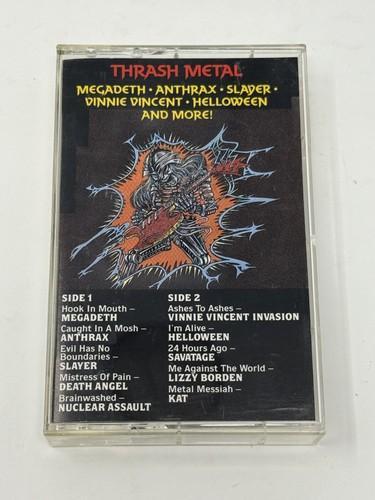 THRASH METAL
MEGADETH • ANTHRAX • SLAYER •
VINNIE VINCENT • HELLOWEEN
AND MORE!
SIDE 1
Hook In Mouth –
MEGADETH
Caught In A Mosh –
ANTHRAX
Evil Has No
Boundaries –
SLAYER
Mistress Of Pain –
DEATH ANGEL
Brainwashed –
NUCLEAR ASSAULT
SIDE 2
Ashes To Ashes –
VINNIE VINCENT INVASION
I'm Alive –
HELLOWEEN
24 Hours Ago –
SAVATAGE
Me Against The World –
LIZZY BORDEN
Metal Messiah –
KAT